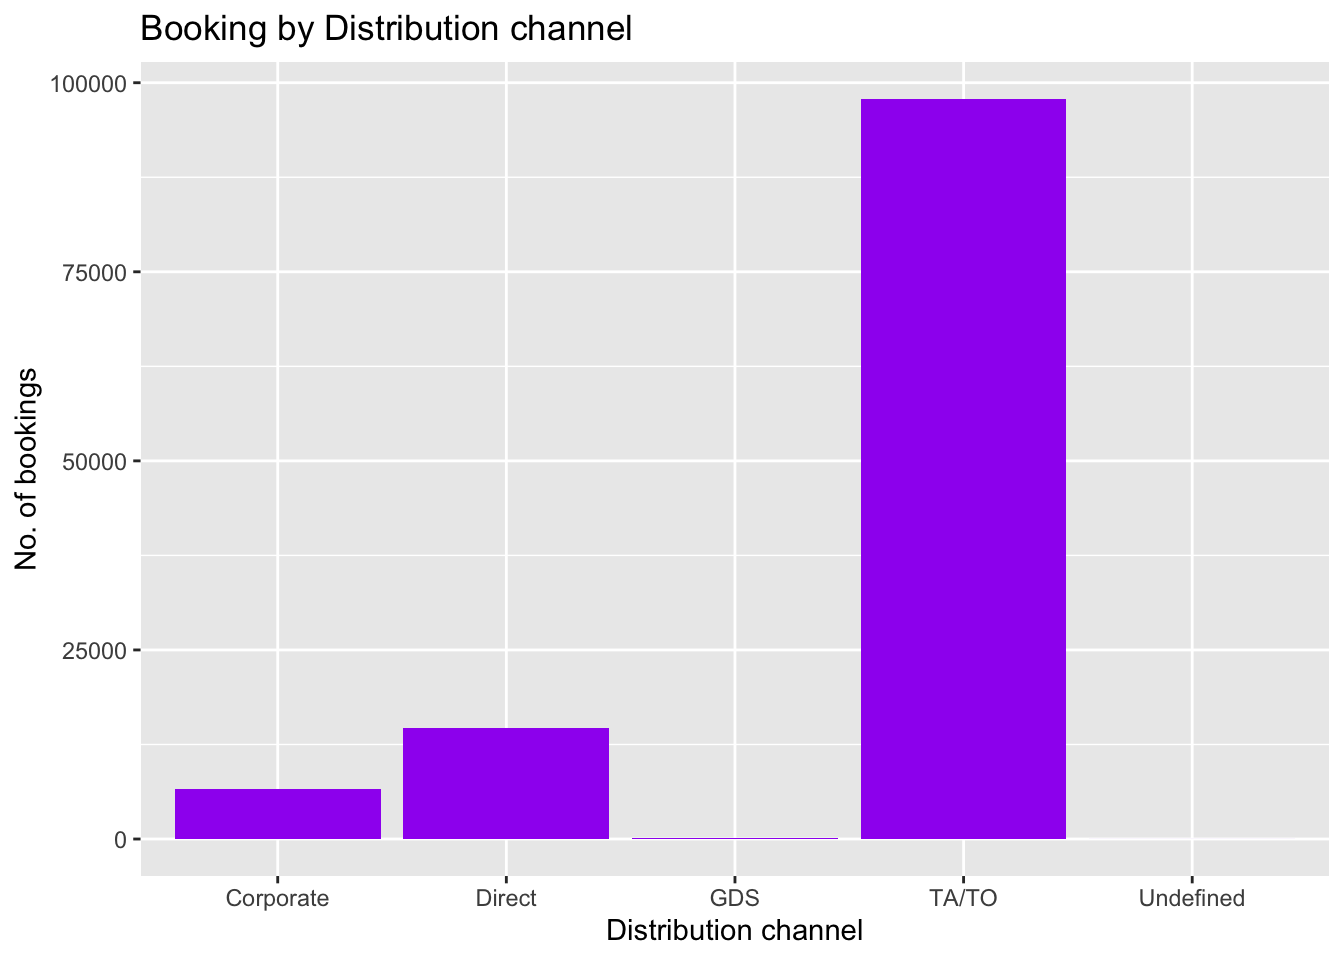 Booking by Distribution channel
100000
75000
50000
25000
0
No. of bookings
Corporate Direct GDS TA/TO Undefined
Distribution channel